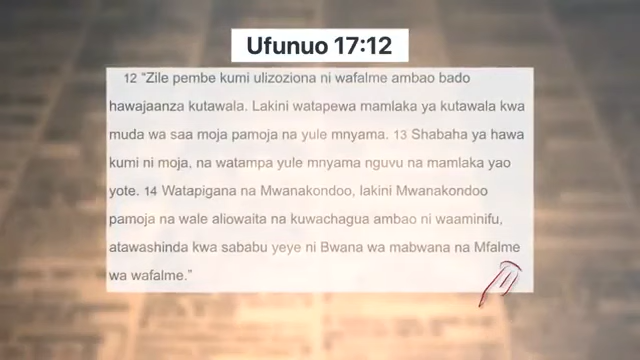 Ufunuo 17:12
12 “Zile pembe kumi ulizoziona ni wafalme ambao bado
hawajaanza kutawala. Lakini watapewa mamlaka ya kutawala kwa
muda wa saa moja pamoja na yule mnyama. 13 Shabaha ya hawa
kumi ni moja, na watampa yule mnyama nguvu na mamlaka yao
yote. 14 Watapigana na Mwanakondoo, lakini Mwanakondoo
pamoja na wale aliowaita na kuwachagua ambao ni waaminifu,
atawashinda kwa sababu yeye ni Bwana wa mabwana na Mfalme
wa wafalme.”